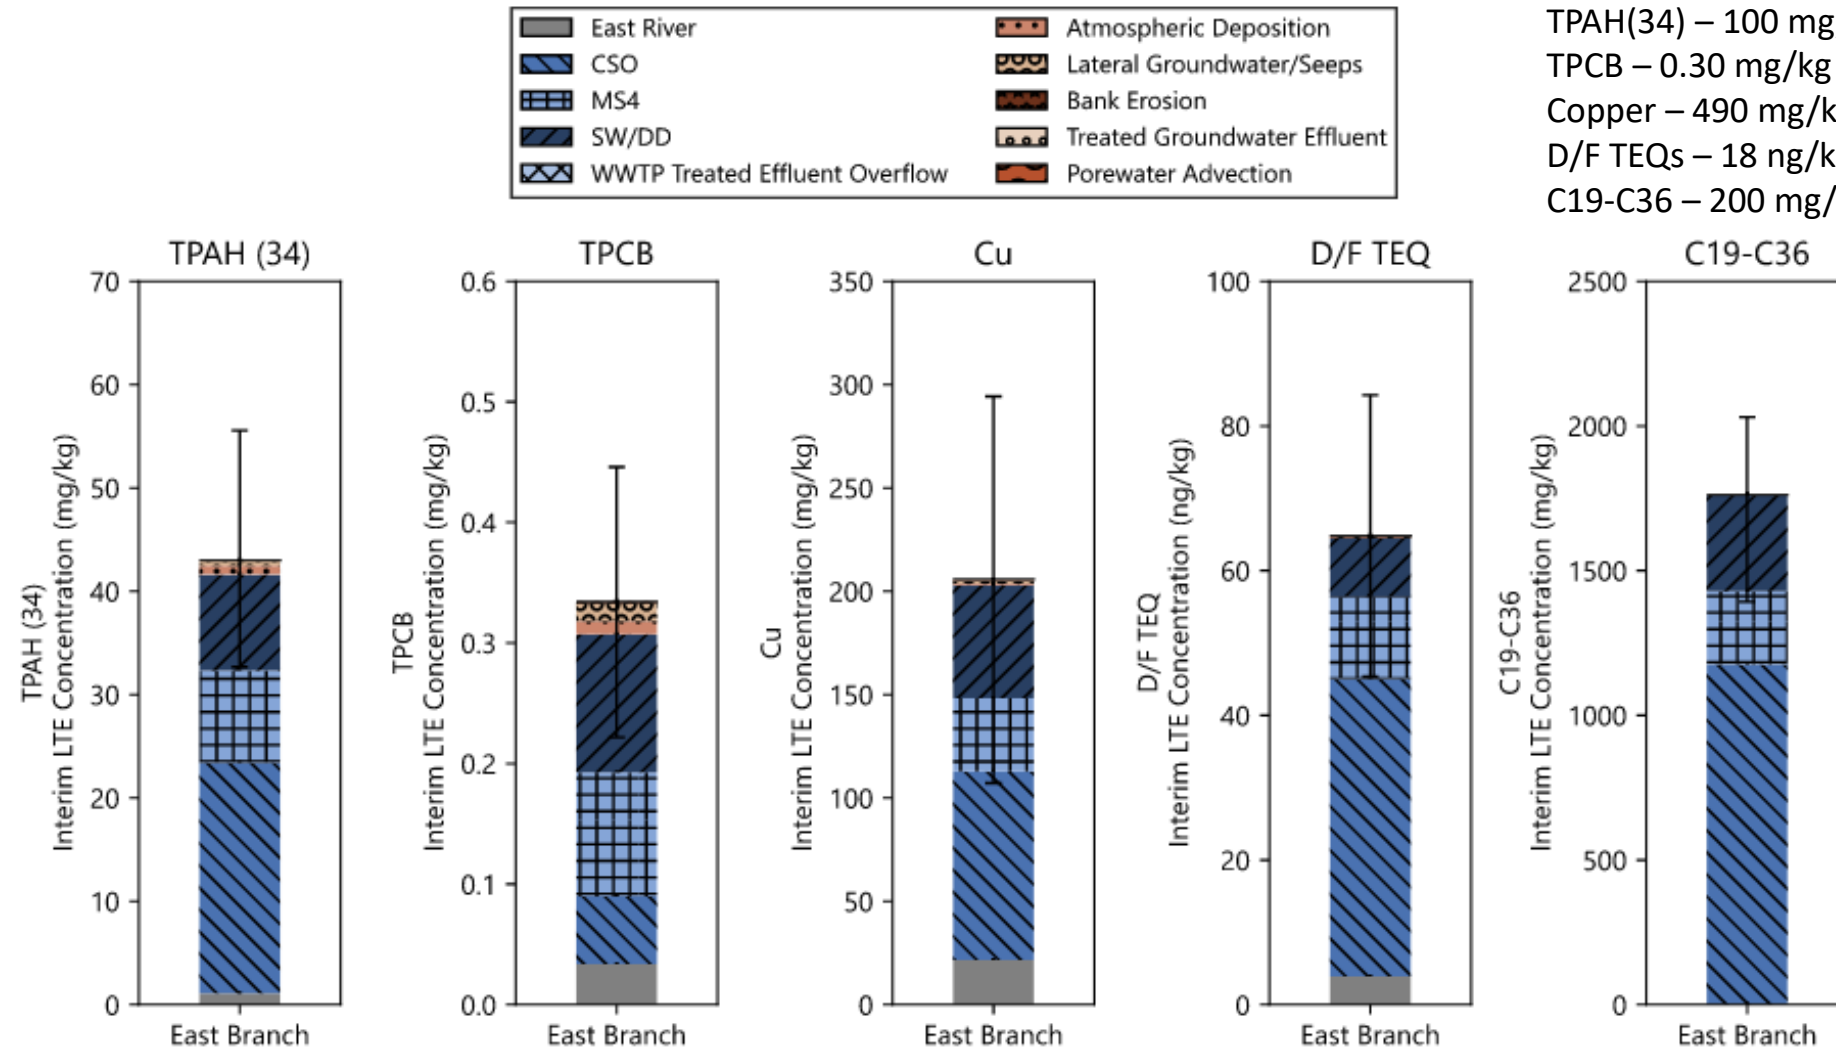 East River
CSO
MS4
SW/DD
WWTP Treated Effluent Overflow
Atmospheric Deposition
Lateral Groundwater/Seeps
Bank Erosion
Treated Groundwater Effluent
Porewater Advection
TPAH(34) – 100 mg
TPCB – 0.30 mg/kg
Copper – 490 mg/k
D/F TEQs – 18 ng/k
C19-C36 – 200 mg/
TPAH (34)
70
60
50
40
30
20
10
0
TPAH (34)
Interim LTE Concentration (mg/kg)
East Branch
TPCB
0.6
0.5
0.4
0.3
0.2
0.1
0.0
TPCB
Interim LTE Concentration (mg/kg)
East Branch
Cu
350
300
250
200
150
100
50
0
Cu
Interim LTE Concentration (mg/kg)
East Branch
D/F TEQ
100
80
60
40
20
0
D/F TEQ
Interim LTE Concentration (ng/kg)
East Branch
C19-C36
2500
2000
1500
1000
500
0
C19-C36
Interim LTE Concentration (mg/kg)
East Branch